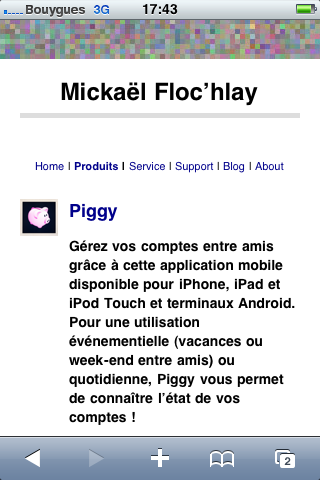 Bouygues 3G 17:43
Mickaël Floc’hlay
Home | Produits | Service | Support | Blog | About
Piggy
Gérez vos comptes entre amis
grâce à cette application mobile
disponible pour iPhone, iPad et
iPod Touch et terminaux Android.
Pour une utilisation
événementielle (vacances ou
week-end entre amis) ou
quotidienne, Piggy vous permet
de connaître l’état de vos
comptes !
2